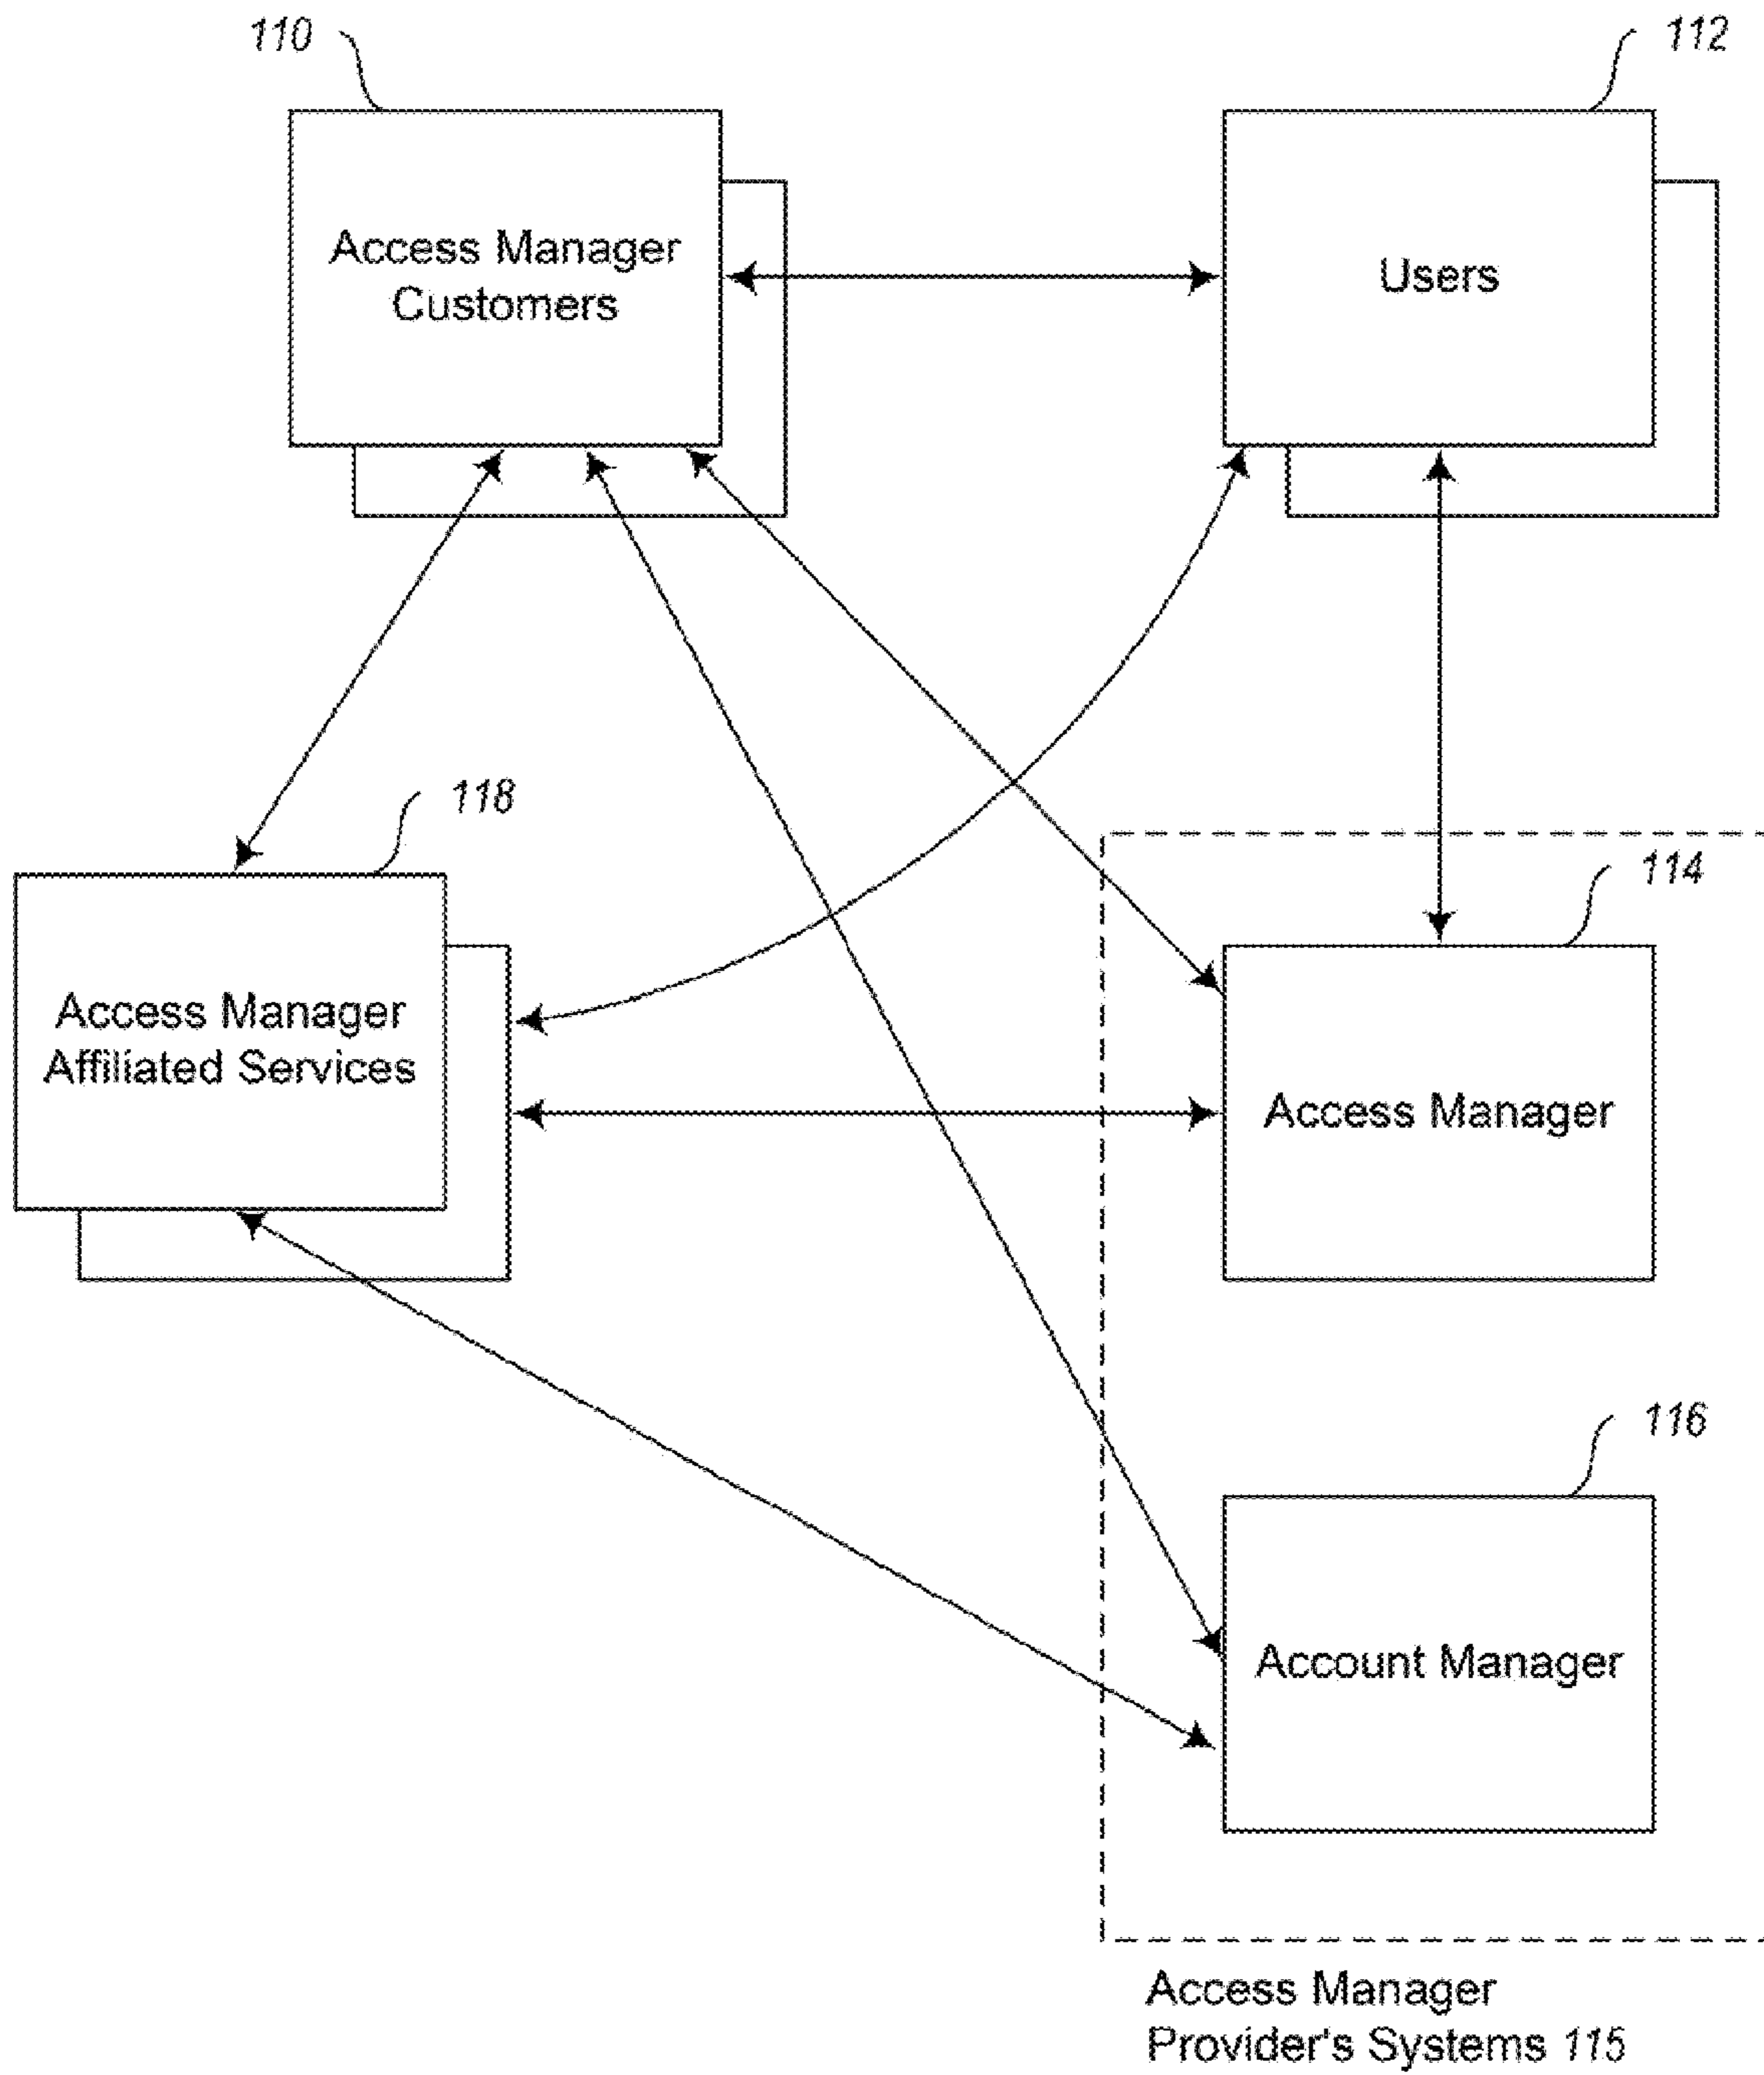 110
112
Access Manager
Customers
Users
118
114
Access Manager
Affiliated Services
Access Manager
116
Account Manager
Access Manager
Provider's Systems 115